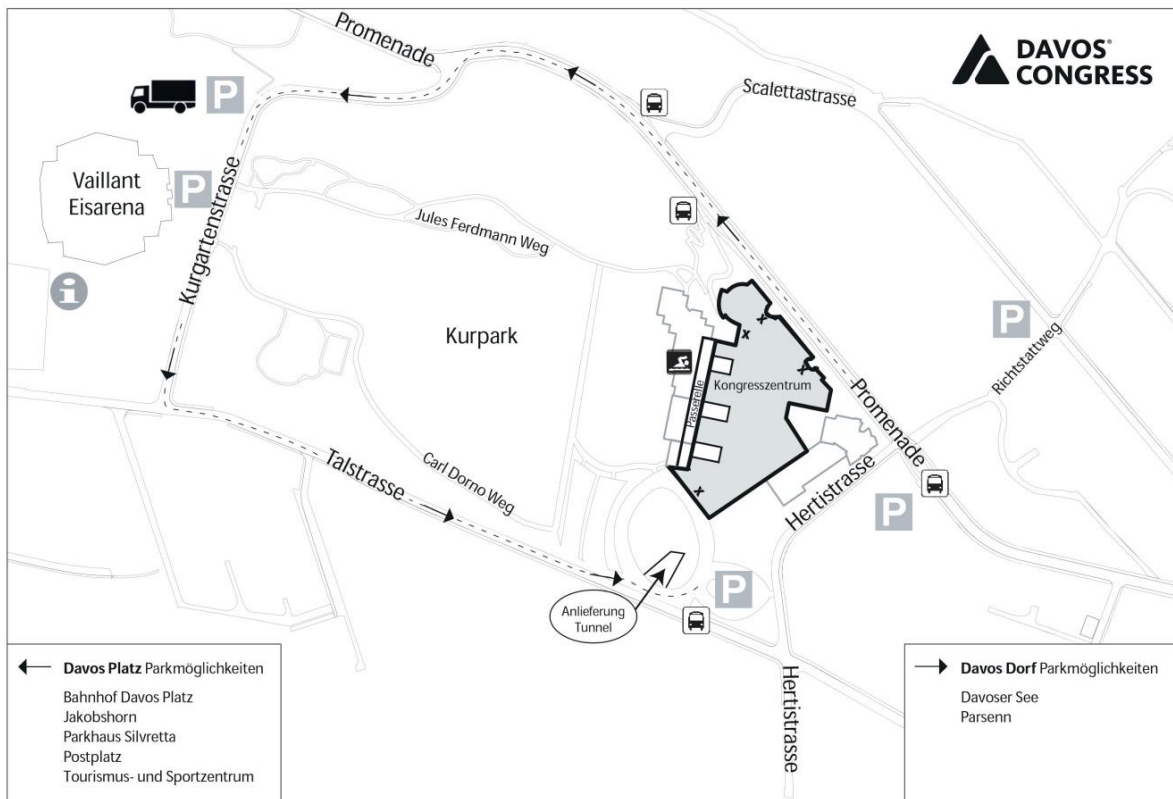 Promenade
DAVOS®
CONGRESS
P
Scalettastrasse
Vaillant
Eisarena
P
Kurgartenstrasse
Jules Ferdmann Weg
i
Kurpark
P
Richtstattweg
Kongresszentrum
Passerelle
Promenade
Talstrasse
Carl Dorno Weg
Hertistrasse
P
P
Anlieferung
Tunnel
Hertistrasse
Davos Platz Parkmöglichkeiten
Bahnhof Davos Platz
Jakobshorn
Parkhaus Silvretta
Postplatz
Tourismus- und Sportzentrum
Davos Dorf Parkmöglichkeiten
Davoser See
Parsenn